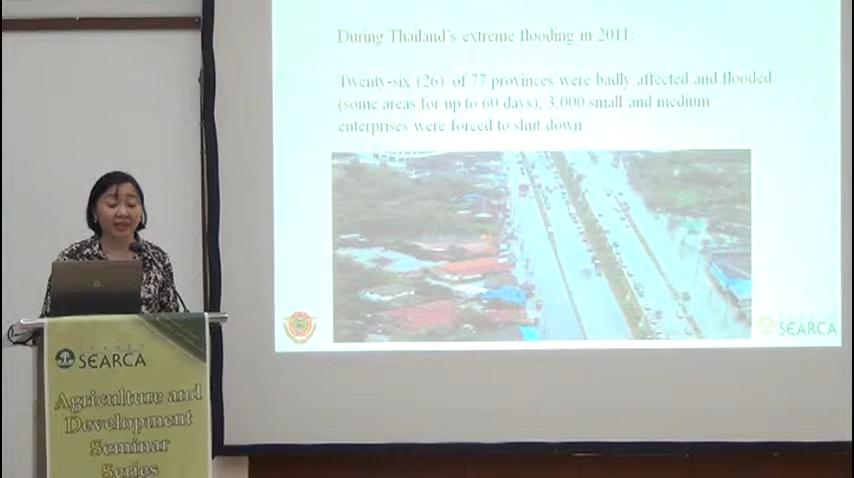 During Thailand's extreme flooding in 2011:
Twenty-six (26) of 77 provinces were badly affected and flooded
(some areas for up to 60 days); 3,000 small and medium
enterprises were forced to shut down
SEARCA
SEARCA
Agriculture and
Development
Seminar
Series